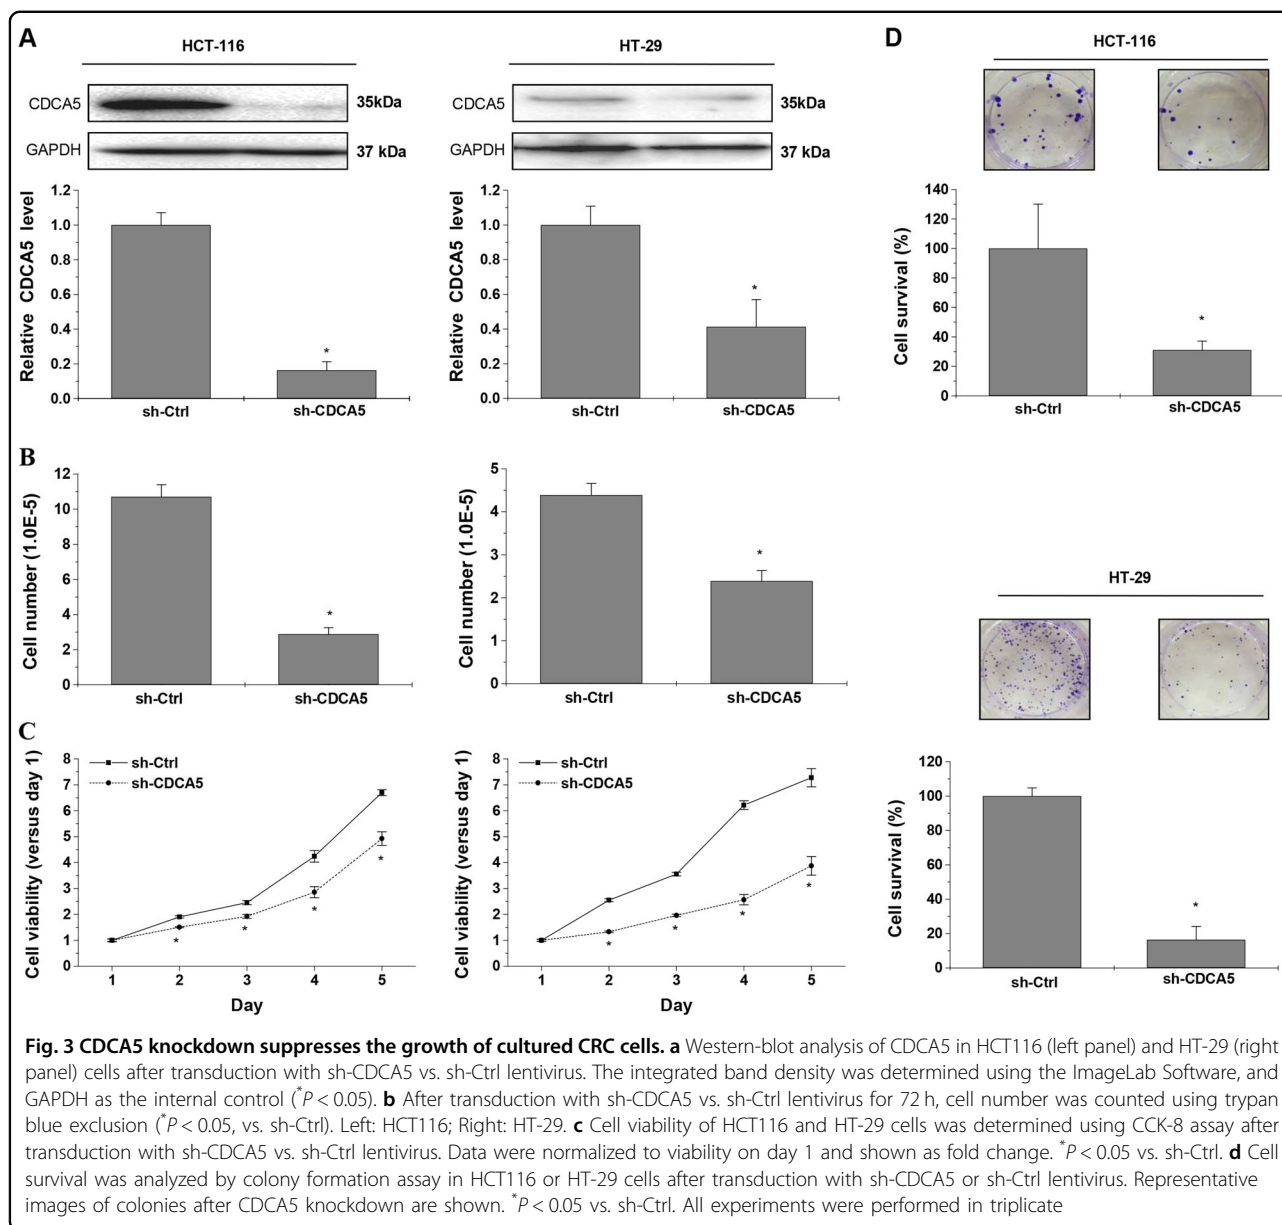 A
HCT-116
CDCA5
35kDa
GAPDH
37 kDa
Relative CDCA5 level
1.2
1.0
0.8
0.6
0.4
0.2
0.0
*
sh-Ctrl
sh-CDCA5
HT-29
CDCA5
35kDa
GAPDH
37 kDa
Relative CDCA5 level
1.2
1.0
0.8
0.6
0.4
0.2
0.0
*
sh-Ctrl
sh-CDCA5
B
Cell number (1.0E-5)
12
10
8
6
4
2
0
*
sh-Ctrl
sh-CDCA5
Cell number (1.0E-5)
5
4
3
2
1
0
*
sh-Ctrl
sh-CDCA5
C
Cell viability (versus day 1)
8
7
6
5
4
3
2
1
0
sh-Ctrl
sh-CDCA5
* * * *
1 2 3 4 5
Day
Cell viability (versus day 1)
8
7
6
5
4
3
2
1
0
sh-Ctrl
sh-CDCA5
* * * *
1 2 3 4 5
Day
D
HCT-116
Cell survival (%)
140
120
100
80
60
40
20
0
*
sh-Ctrl
sh-CDCA5
HT-29
Cell survival (%)
120
100
80
60
40
20
0
*
sh-Ctrl
sh-CDCA5
Fig. 3 CDCA5 knockdown suppresses the growth of cultured CRC cells. a Western-blot analysis of CDCA5 in HCT116 (left panel) and HT-29 (right
panel) cells after transduction with sh-CDCA5 vs. sh-Ctrl lentivirus. The integrated band density was determined using the ImageLab Software, and
GAPDH as the internal control (*P < 0.05). b After transduction with sh-CDCA5 vs. sh-Ctrl lentivirus for 72 h, cell number was counted using trypan
blue exclusion (*P < 0.05, vs. sh-Ctrl). Left: HCT116; Right: HT-29. c Cell viability of HCT116 and HT-29 cells was determined using CCK-8 assay after
transduction with sh-CDCA5 vs. sh-Ctrl lentivirus. Data were normalized to viability on day 1 and shown as fold change. *P < 0.05 vs. sh-Ctrl. d Cell
survival was analyzed by colony formation assay in HCT116 or HT-29 cells after transduction with sh-CDCA5 or sh-Ctrl lentivirus. Representative
images of colonies after CDCA5 knockdown are shown. *P < 0.05 vs. sh-Ctrl. All experiments were performed in triplicate